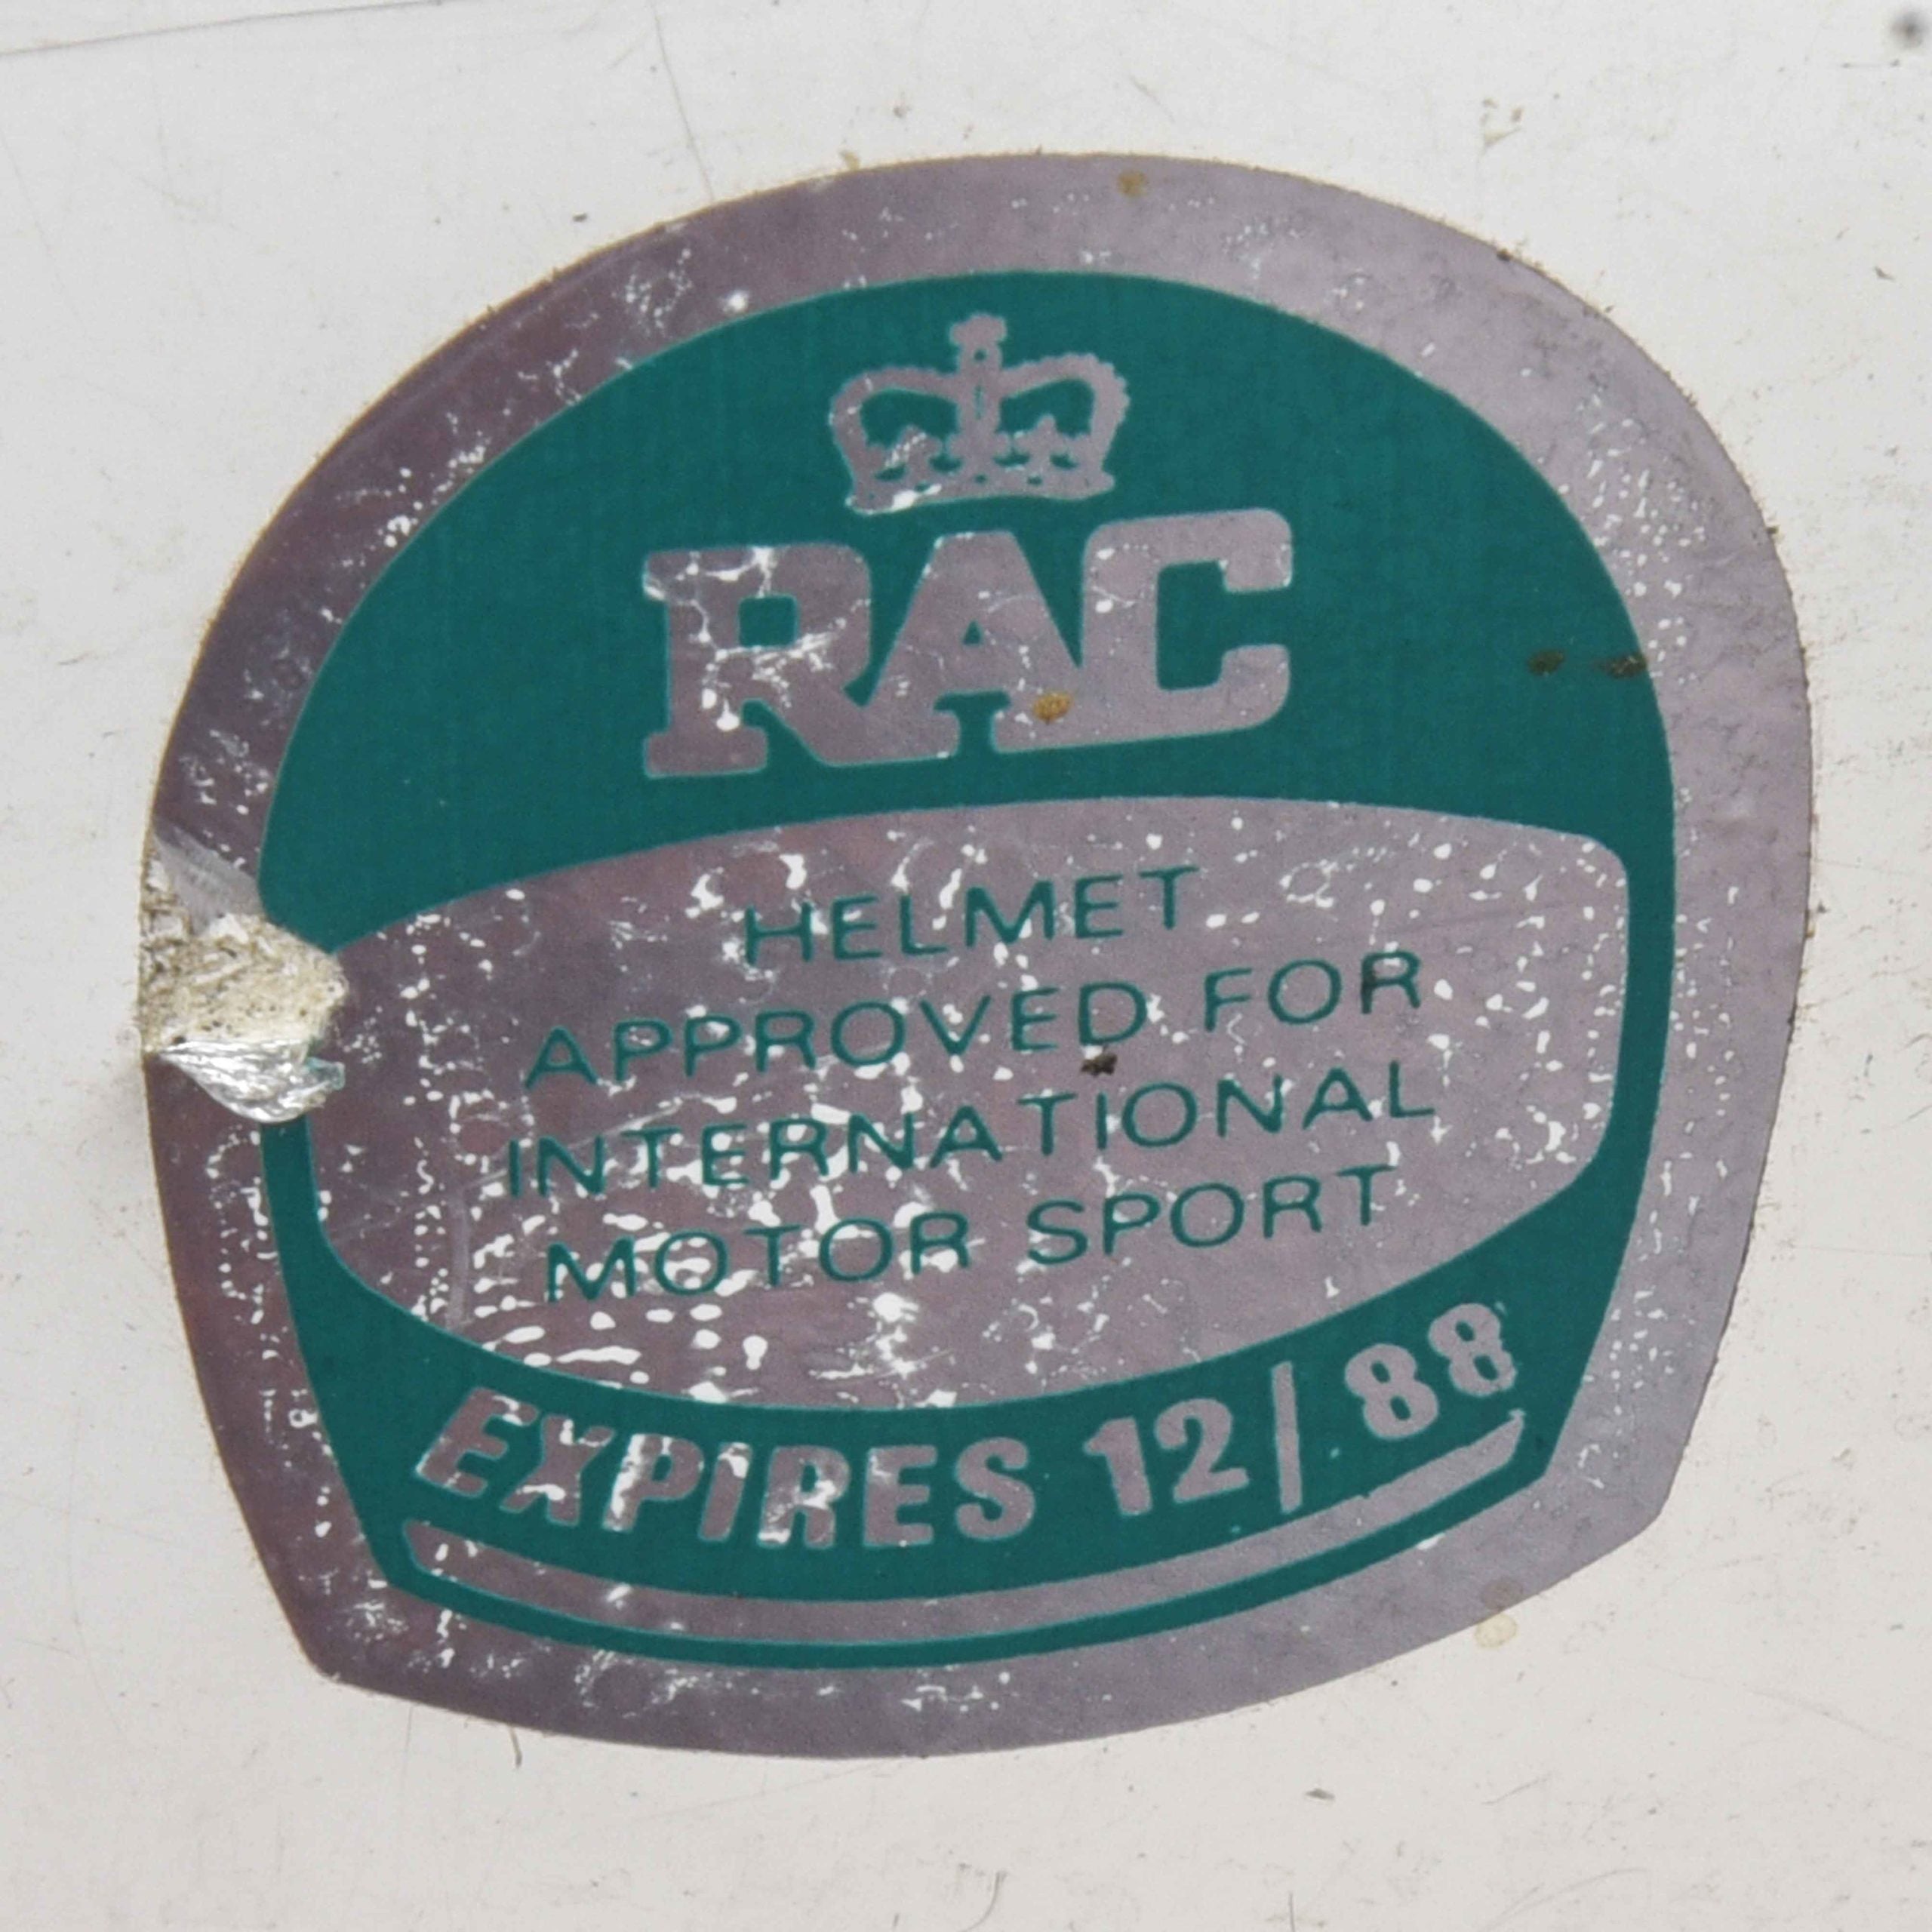 RAC
HELMET
APPROVED FOR
INTERNATIONAL
MOTOR SPORT
EXPIRES 12/88